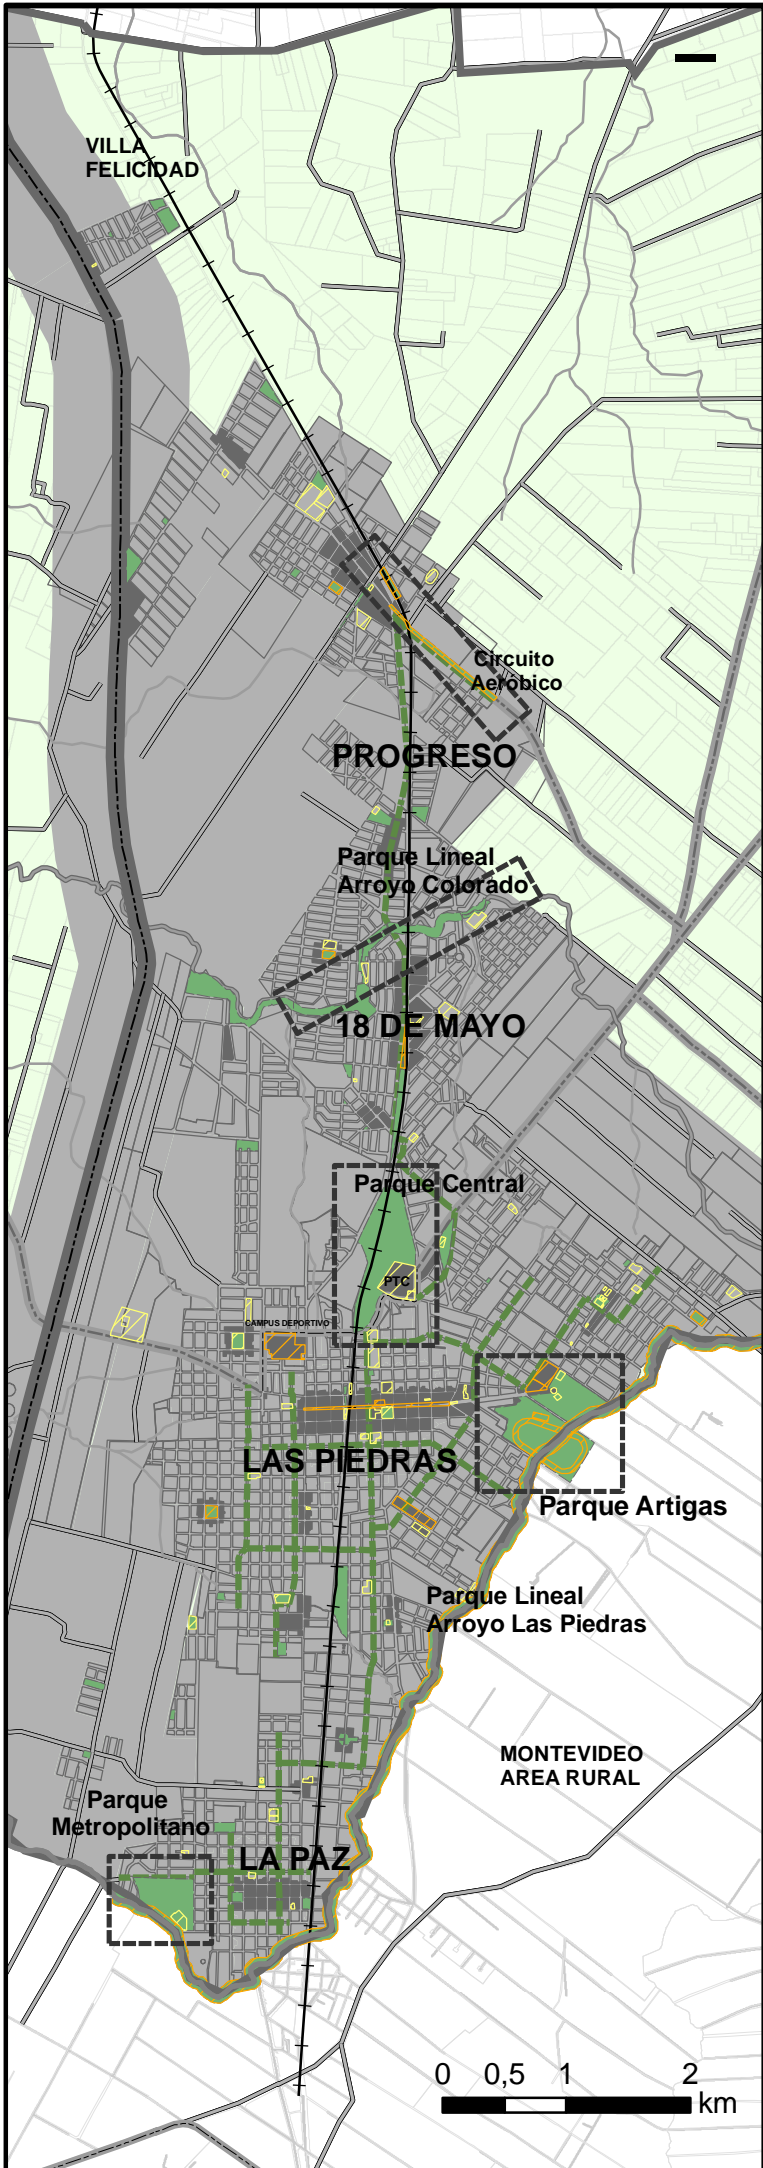 VILLA
FELICIDAD
Circuito
Aeróbico
PROGRESO
Parque Lineal
Arroyo Colorado
18 DE MAYO
Parque Central
PTC
CAMPUS DEPORTIVO
LAS PIEDRAS
Parque Artigas
Parque Lineal
Arroyo Las Piedras
MONTEVIDEO
AREA RURAL
Parque
Metropolitano
LA PAZ
0 0,5 1 2
km